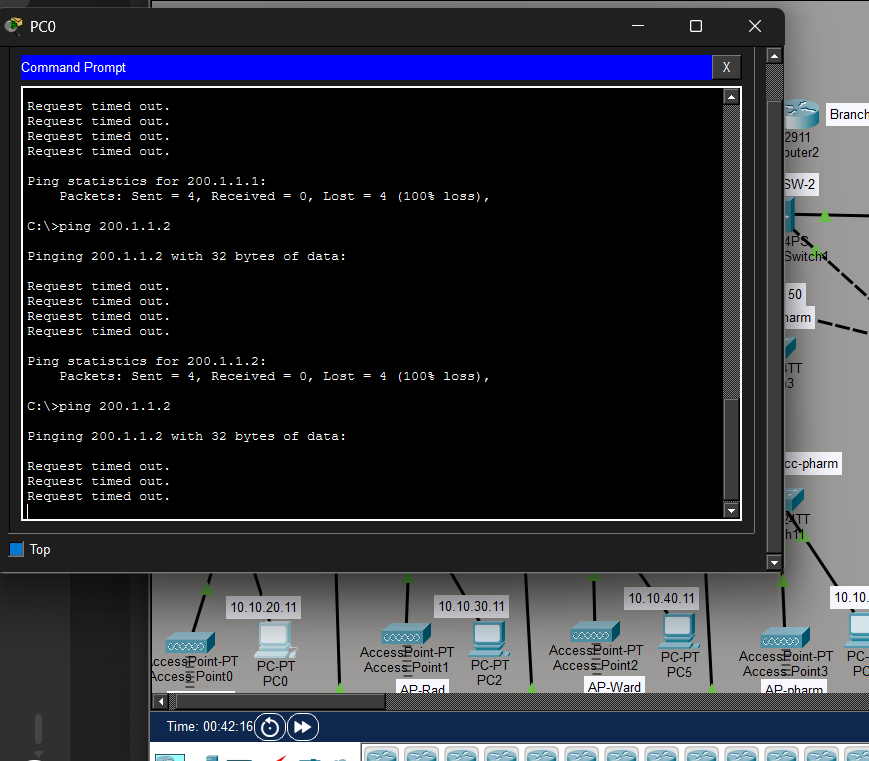 PC0
Command Prompt
X
Request timed out.
Request timed out.
Request timed out.
Request timed out.
Ping statistics for 200.1.1.1:
Packets: Sent = 4, Received = 0, Lost = 4 (100% loss),
C:\>ping 200.1.1.2
Pinging 200.1.1.2 with 32 bytes of data:
Request timed out.
Request timed out.
Request timed out.
Request timed out.
Ping statistics for 200.1.1.2:
Packets: Sent = 4, Received = 0, Lost = 4 (100% loss),
C:\>ping 200.1.1.2
Pinging 200.1.1.2 with 32 bytes of data:
Request timed out.
Request timed out.
Request timed out.
Top
Branch
2911
outer2
SW-2
4PS
Switch1
50
harm
4TT
h3
cc-pharm
24TT
h11
10.10.20.11
10.10.30.11
10.10.40.11
10.10.
AccessPoint-PT
Access Point0
PC-PT
PC0
AccessPoint-PT
Access Point1
PC-PT
PC2
AccessPoint-PT
Access Point2
PC-PT
PC5
AccessPoint-PT
Access Point3
PC-
PC
AP-Rad
AP-Ward
AP-pharm
Time: 00:42:16